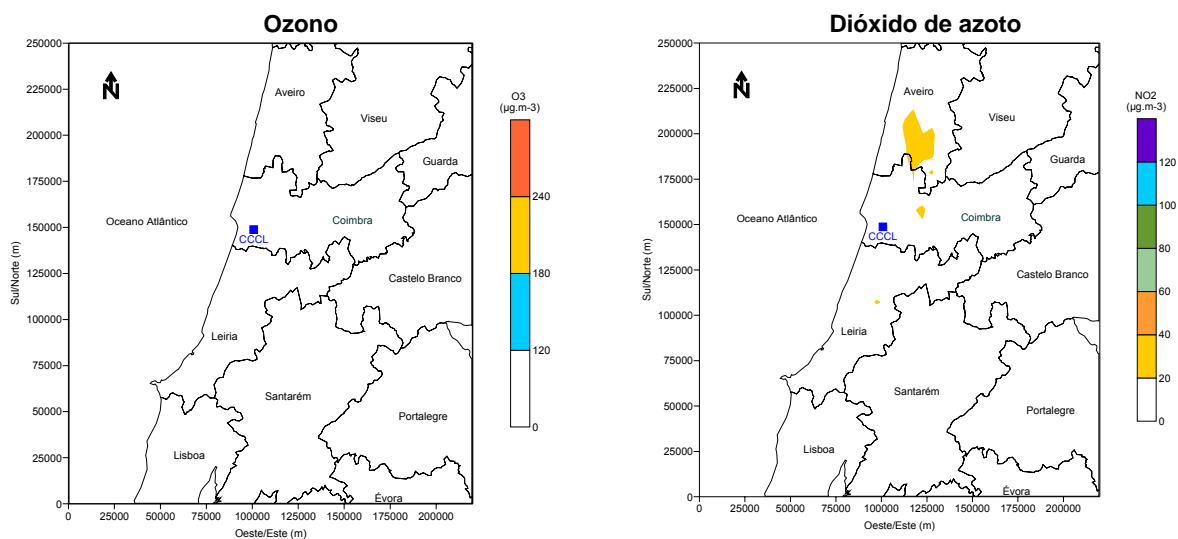 Ozono
250000
225000
200000
175000
150000
125000
100000
75000
50000
25000
0
Sul/Norte (m)
N
Aveiro
Viseu
Guarda
Oceano Atlântico
Coimbra
CCCL
Castelo Branco
Leiria
Santarém
Portalegre
Lisboa
Évora
0 25000 50000 75000 100000 125000 150000 175000 200000
Oeste/Este (m)
O3
(µg.m-3)
240
180
120
0
Dióxido de azoto
250000
225000
200000
175000
150000
125000
100000
75000
50000
25000
0
Sul/Norte (m)
N
Aveiro
Viseu
Guarda
Oceano Atlântico
Coimbra
CCCL
Castelo Branco
Leiria
Santarém
Portalegre
Lisboa
Évora
0 25000 50000 75000 100000 125000 150000 175000 200000
Oeste/Este (m)
NO2
(µg.m-3)
120
100
80
60
40
20
0